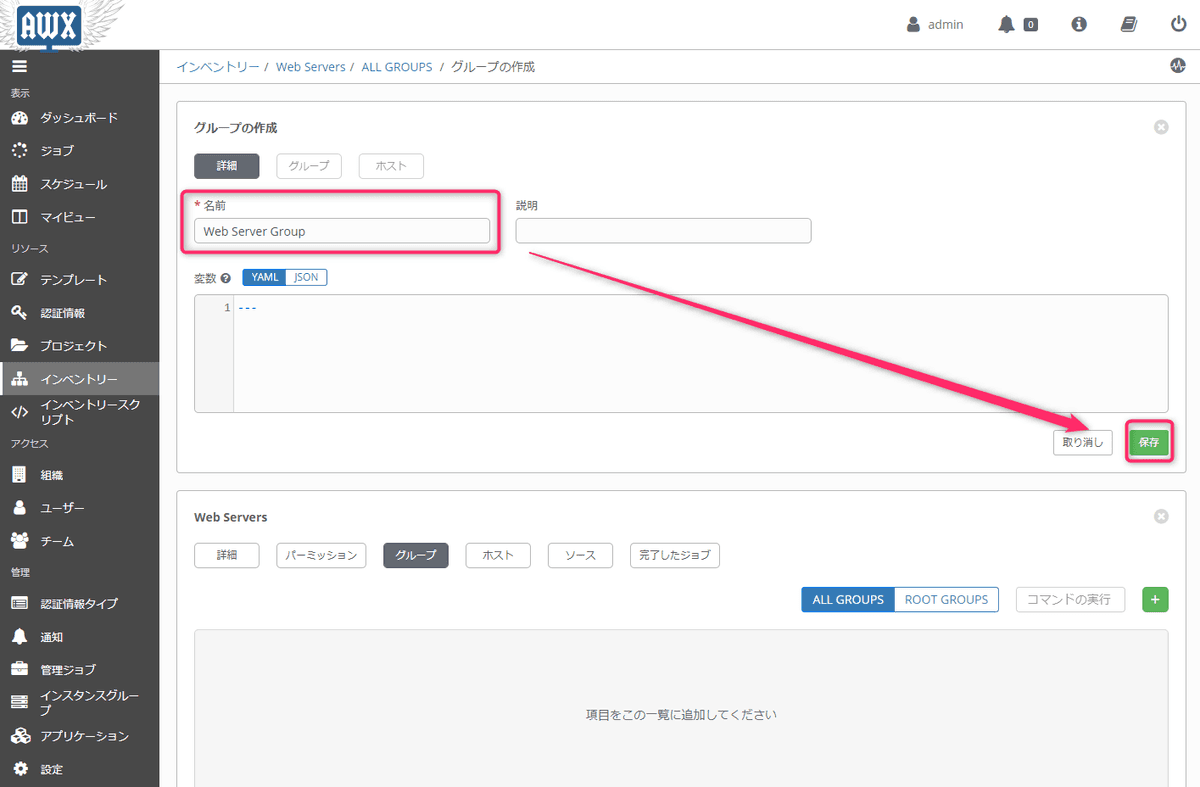 AWX
admin
0
表示
ダッシュボード
ジョブ
スケジュール
マイビュー
リソース
テンプレート
認証情報
プロジェクト
インベントリー
インベントリースク
リプト
アクセス
組織
ユーザー
チーム
管理
認証情報タイプ
通知
管理ジョブ
インスタンスグルー
プ
アプリケーション
設定
インベントリー / Web Servers / ALL GROUPS / グループの作成
グループの作成
詳細 グループ ホスト
* 名前 説明
Web Server Group
変数 YAML JSON
1 ---
取り消し 保存
Web Servers
詳細 パーミッション グループ ホスト ソース 完了したジョブ
ALL GROUPS ROOT GROUPS コマンドの実行 +
項目をこの一覧に追加してください